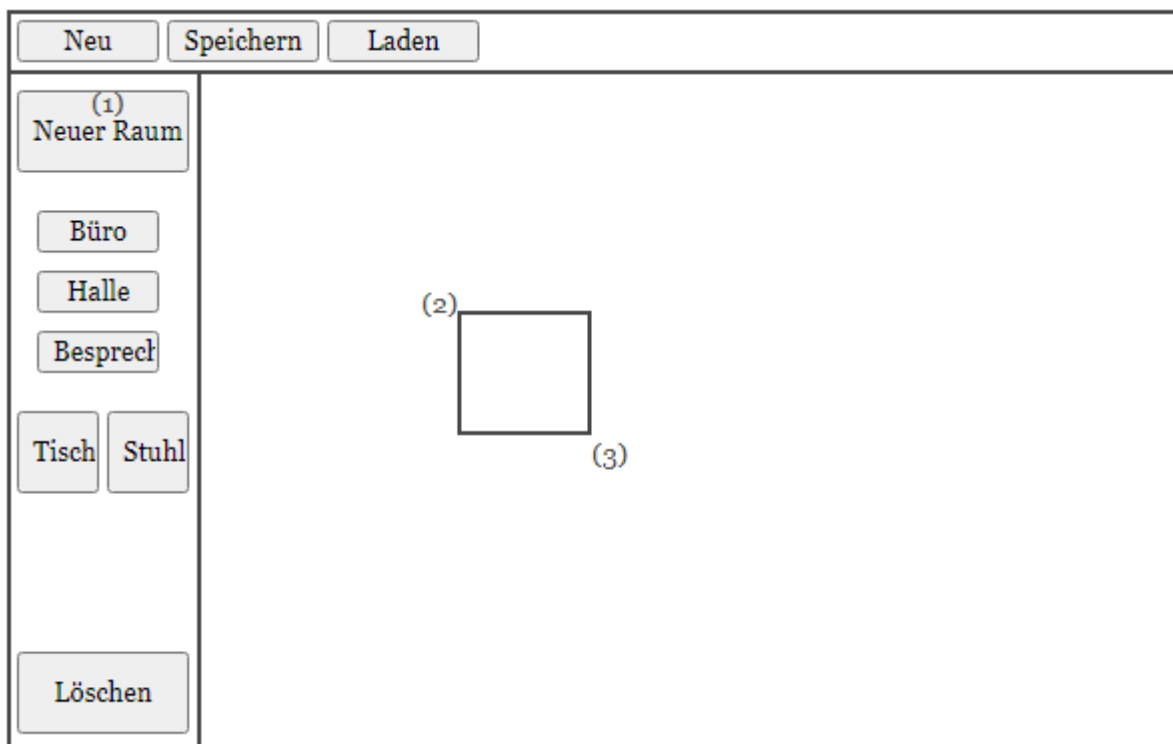 Neu Speichern Laden
(1)
Neuer Raum
Büro
Halle
(2)
Besprech
Tisch Stuhl
(3)
Löschen